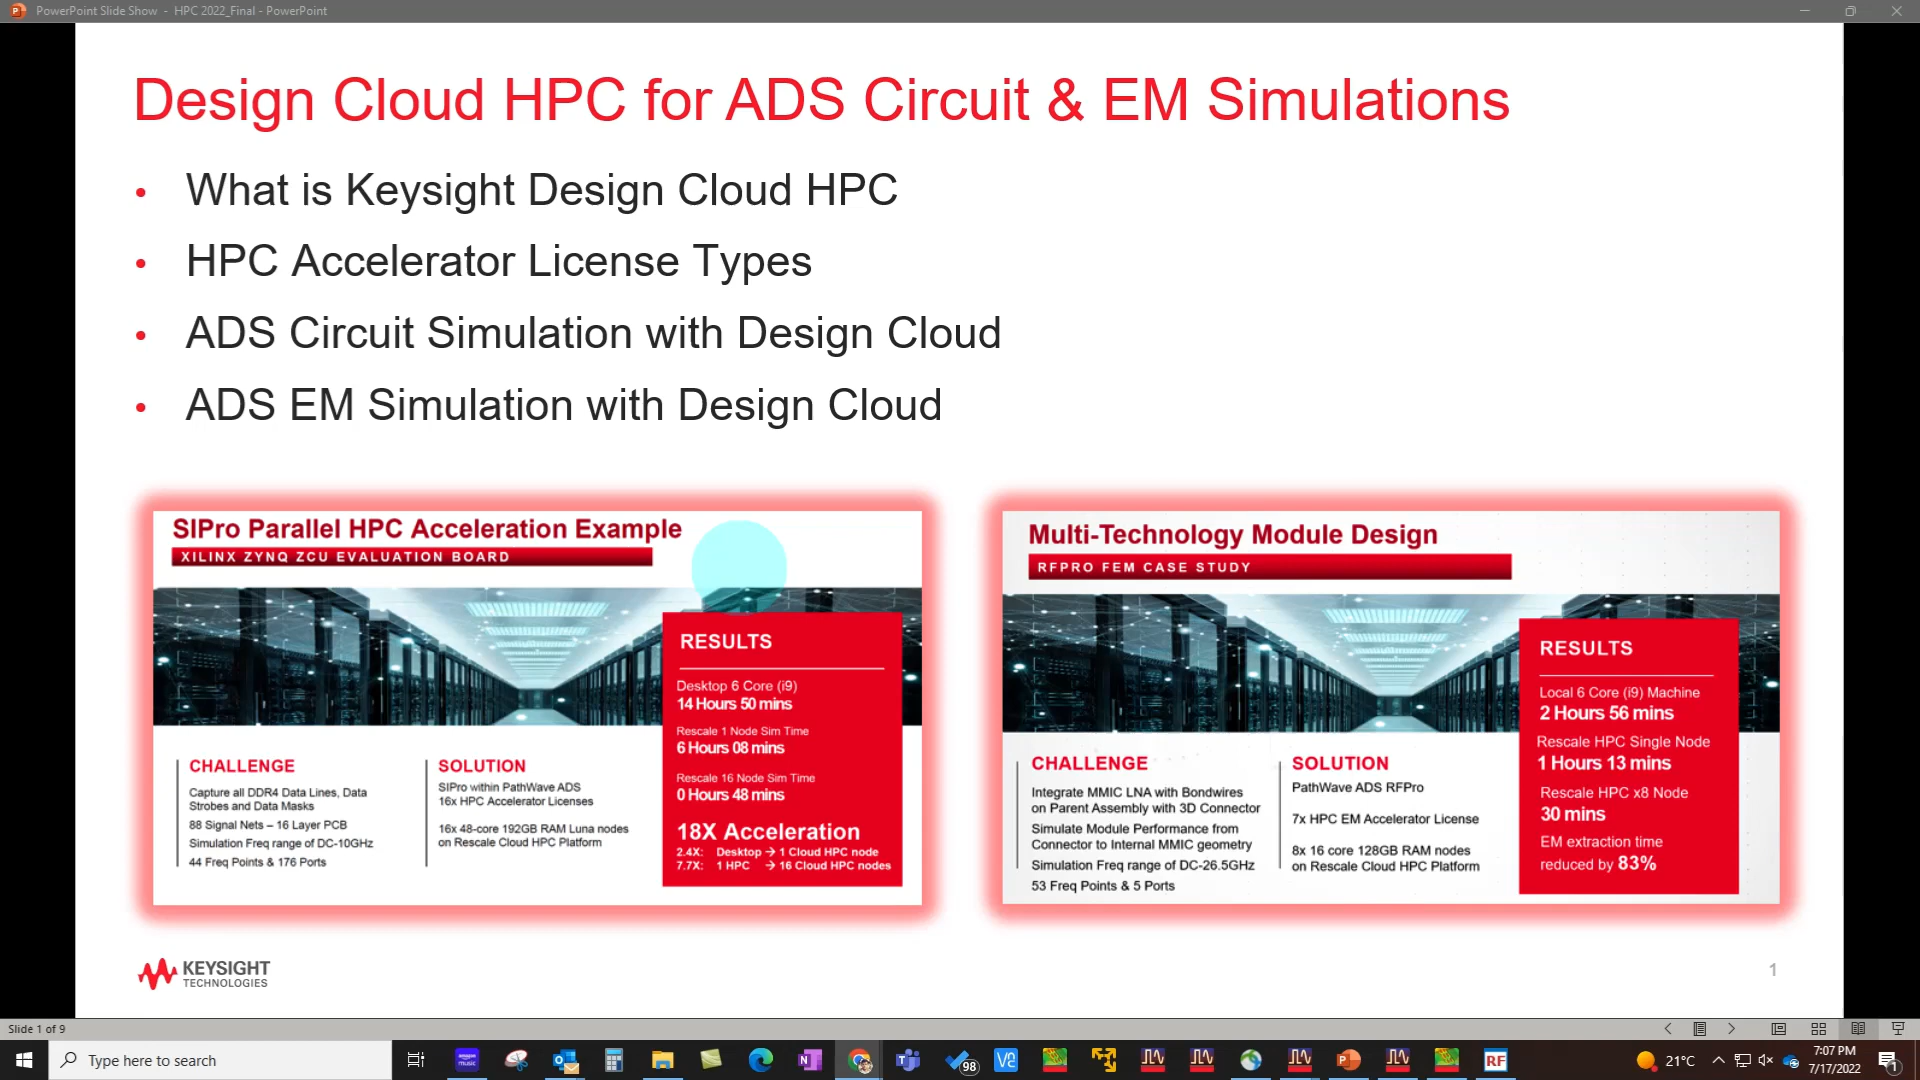 PowerPoint Slide Show - HPC 2022_Final - PowerPoint
Design Cloud HPC for ADS Circuit & EM Simulations
• What is Keysight Design Cloud HPC
• HPC Accelerator License Types
• ADS Circuit Simulation with Design Cloud
• ADS EM Simulation with Design Cloud
SIPro Parallel HPC Acceleration Example
XILINX ZYNQ ZCU EVALUATION BOARD
CHALLENGE
Capture all DDR4 Data Lines, Data
Strobes and Data Masks
88 Signal Nets – 16 Layer PCB
Simulation Freq range of DC-10GHz
44 Freq Points & 176 Ports
SOLUTION
SIPro within PathWave ADS
16x HPC Accelerator Licenses
16x 48-core 192GB RAM Luna nodes
on Rescale Cloud HPC Platform
RESULTS
Desktop 6 Core (i9)
14 Hours 50 mins
Rescale 1 Node Sim Time
6 Hours 08 mins
Rescale 16 Node Sim Time
0 Hours 48 mins
18X Acceleration
2.4X: Desktop → 1 Cloud HPC node
7.7X: 1 HPC → 16 Cloud HPC nodes
Multi-Technology Module Design
RFPRO FEM CASE STUDY
CHALLENGE
Integrate MMIC LNA with Bondwires
on Parent Assembly with 3D Connector
Simulate Module Performance from
Connector to Internal MMIC geometry
Simulation Freq range of DC-26.5GHz
53 Freq Points & 5 Ports
SOLUTION
PathWave ADS RFPro
7x HPC EM Accelerator License
8x 16 core 128GB RAM nodes
on Rescale Cloud HPC Platform
RESULTS
Local 6 Core (i9) Machine
2 Hours 56 mins
Rescale HPC Single Node
1 Hours 13 mins
Rescale HPC x8 Node
30 mins
EM extraction time
reduced by 83%
KEYSIGHT
TECHNOLOGIES
1
Slide 1 of 9
Type here to search
98
RF
21°C
7:07 PM
7/17/2022
1